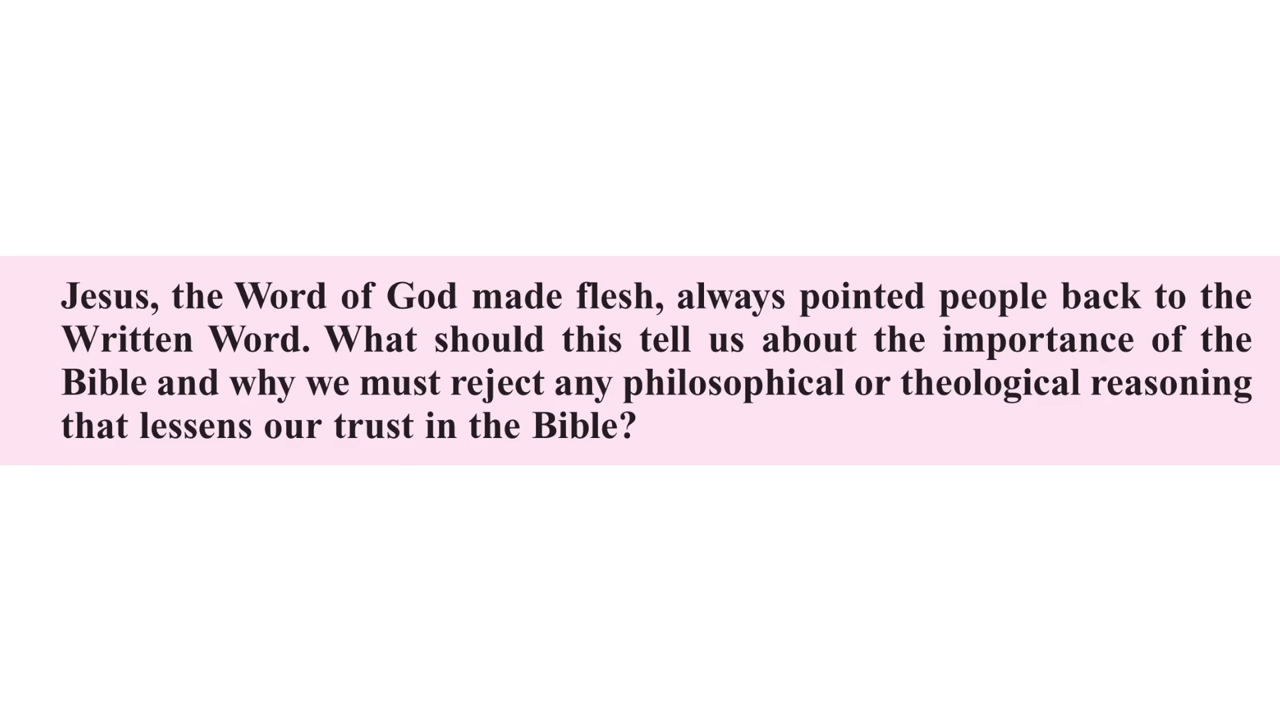 Jesus, the Word of God made flesh, always pointed people back to the
Written Word. What should this tell us about the importance of the
Bible and why we must reject any philosophical or theological reasoning
that lessens our trust in the Bible?